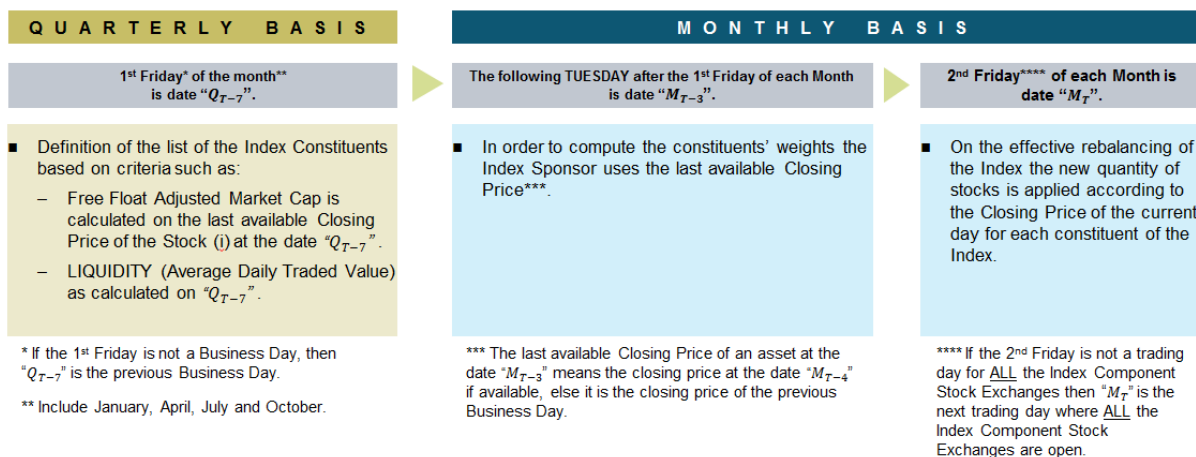 QUARTERLY BASIS
MONTHLY BASIS
1st Friday* of the month**
is date “Q_T−7”.
The following TUESDAY after the 1st Friday of each Month
is date “M_T−3”.
2nd Friday**** of each Month is
date “M_T”.
■ Definition of the list of the Index Constituents
based on criteria such as:
– Free Float Adjusted Market Cap is
calculated on the last available Closing
Price of the Stock (i) at the date “Q_T−7”.
– LIQUIDITY (Average Daily Traded Value)
as calculated on “Q_T−7”.
■ In order to compute the constituents’ weights the
Index Sponsor uses the last available Closing
Price***.
■ On the effective rebalancing of
the Index the new quantity of
stocks is applied according to
the Closing Price of the current
day for each constituent of the
Index.
* If the 1st Friday is not a Business Day, then
“Q_T−7” is the previous Business Day.
** Include January, April, July and October.
*** The last available Closing Price of an asset at the
date “M_T−3” means the closing price at the date “M_T−4”
if available, else it is the closing price of the previous
Business Day.
**** If the 2nd Friday is not a trading
day for ALL the Index Component
Stock Exchanges then “M_T” is the
next trading day where ALL the
Index Component Stock
Exchanges are open.